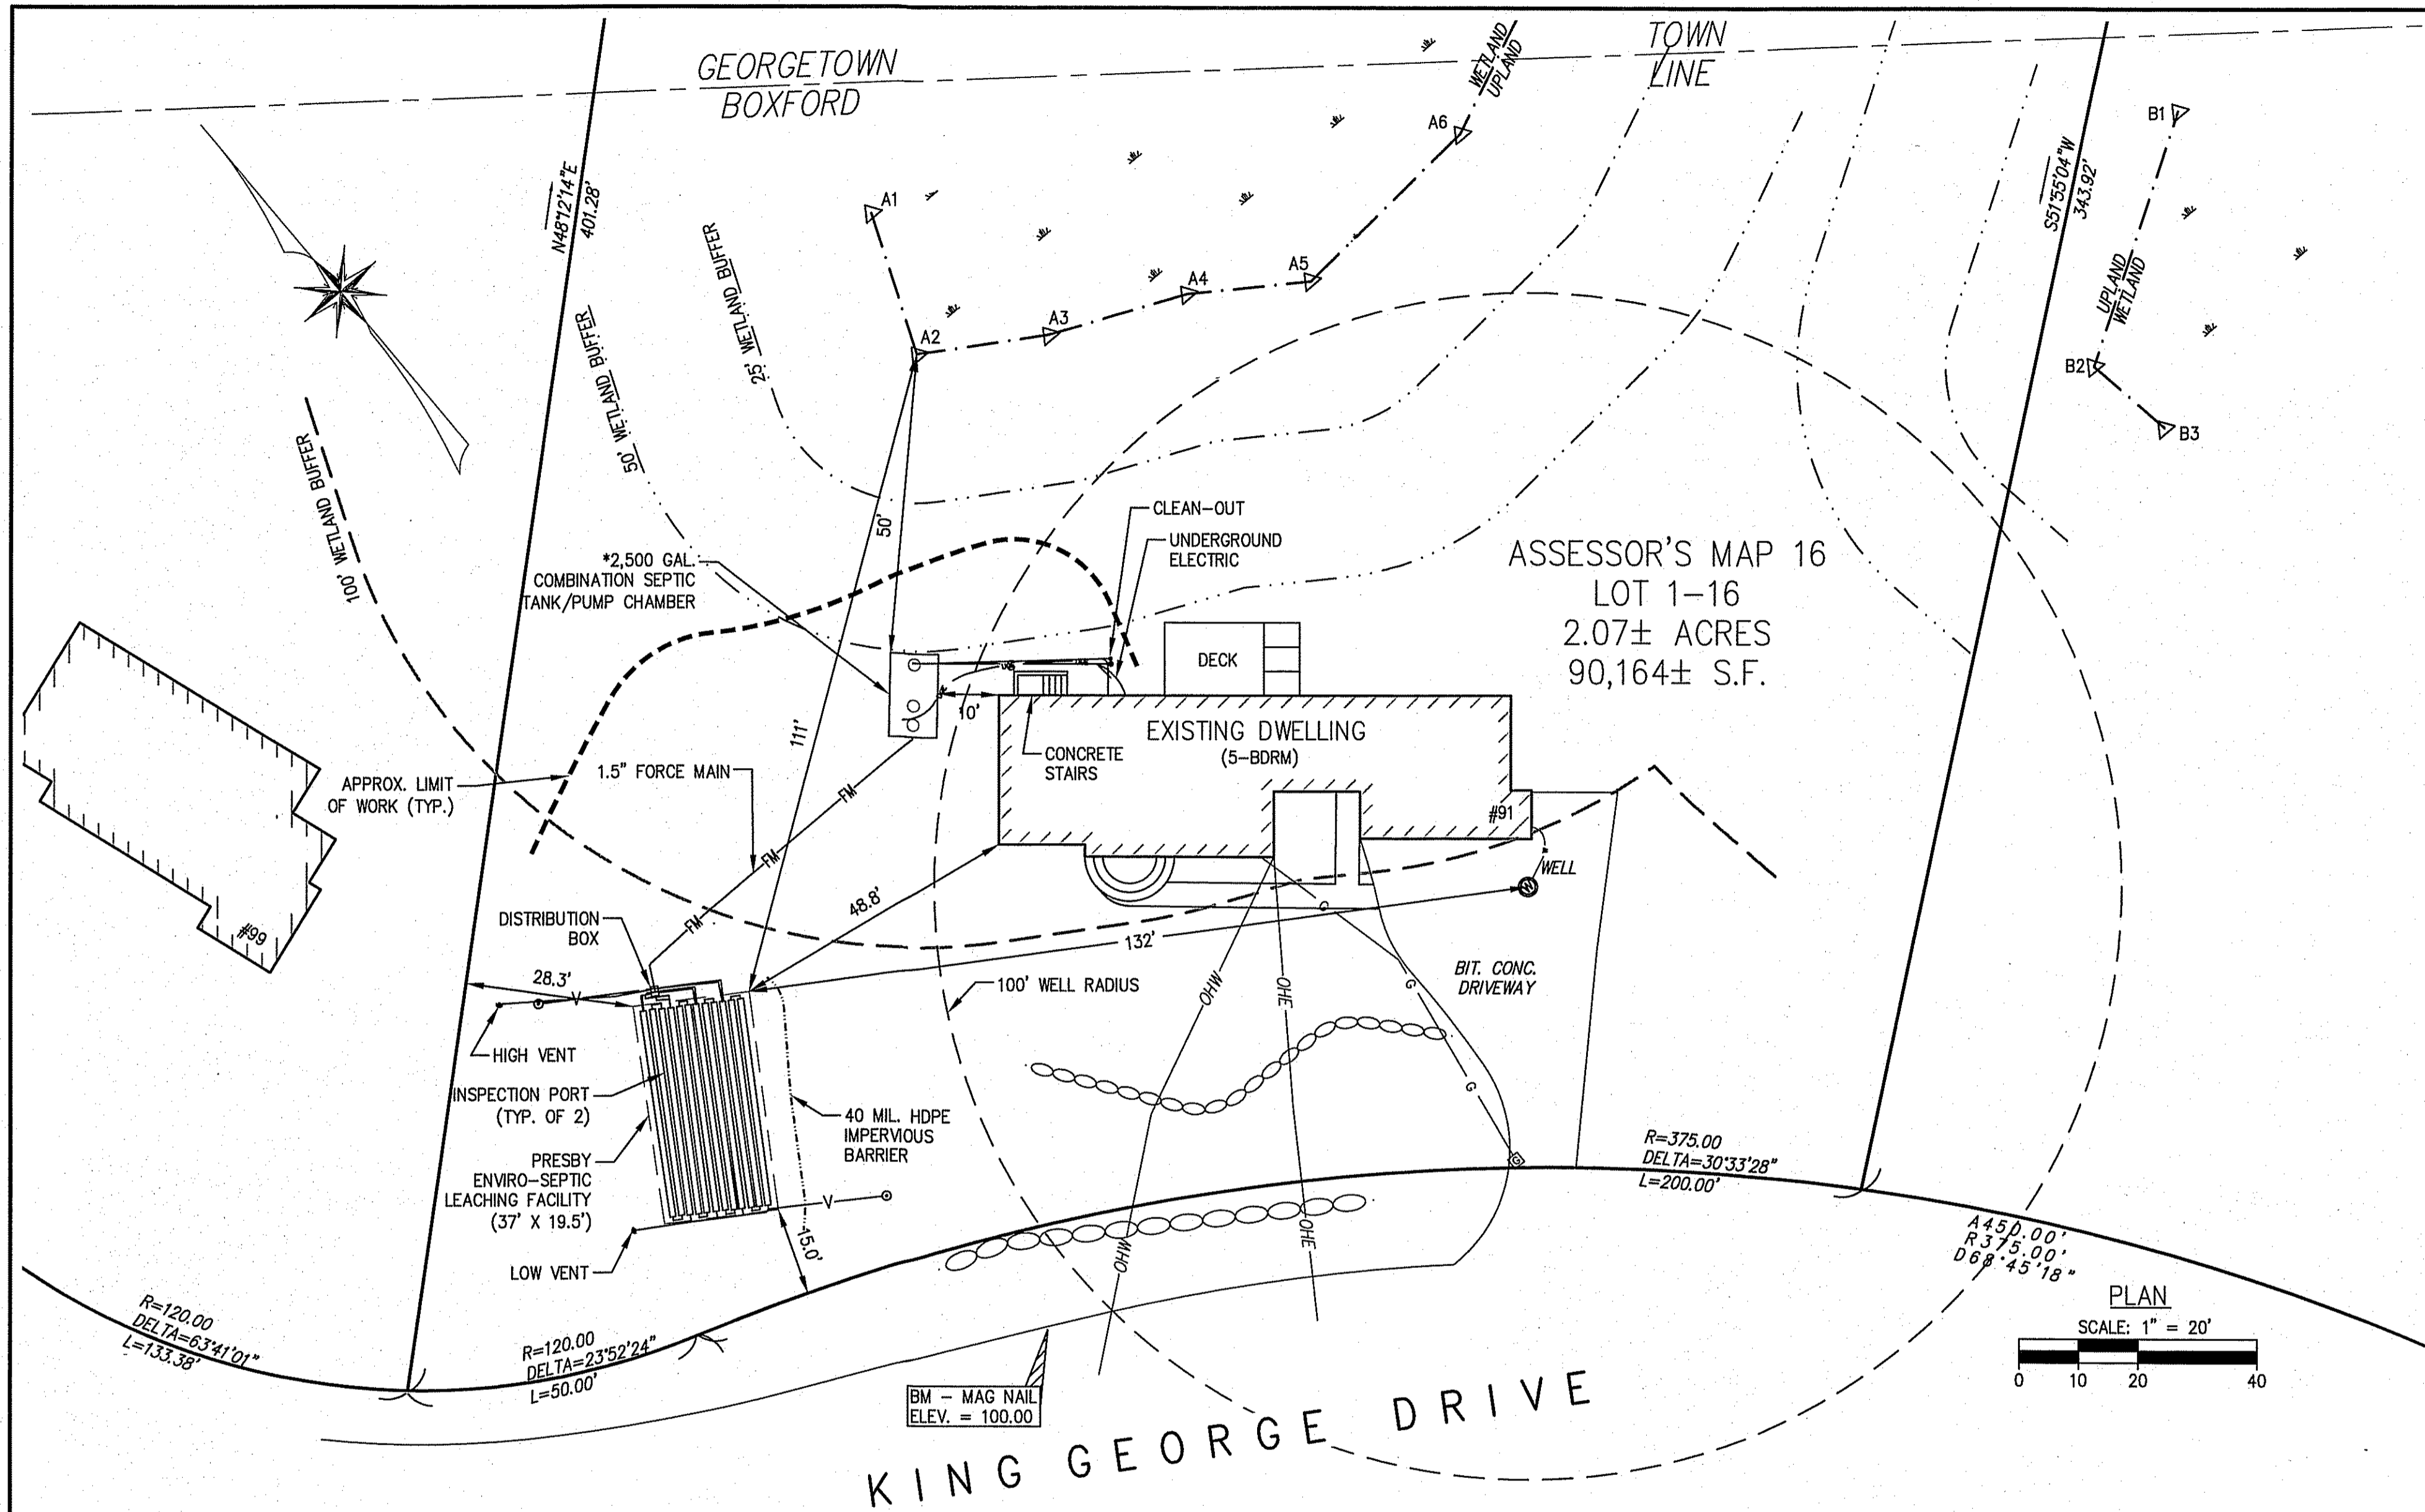 GEORGETOWN
BOXFORD
TOWN
LINE
WETLAND
UPLAND
N48°12'14"E
401.28'
S51°55'04"W
343.92'
A1
A2
A3
A4
A5
A6
B1
B2
B3
UPLAND
WETLAND
25' WETLAND BUFFER
50' WETLAND BUFFER
100' WETLAND BUFFER
50'
111'
CLEAN-OUT
UNDERGROUND
ELECTRIC
*2,500 GAL.
COMBINATION SEPTIC
TANK/PUMP CHAMBER
ASSESSOR'S MAP 16
LOT 1-16
2.07± ACRES
90,164± S.F.
DECK
10'
EXISTING DWELLING
(5-BDRM)
CONCRETE
STAIRS
#91
1.5" FORCE MAIN
FM
FM
FM
APPROX. LIMIT
OF WORK (TYP.)
#99
48.8'
WELL
W
132'
DISTRIBUTION
BOX
28.3'
V
HIGH VENT
100' WELL RADIUS
OHW
OHE
G
G
G
BIT. CONC.
DRIVEWAY
INSPECTION PORT
(TYP. OF 2)
40 MIL. HDPE
IMPERVIOUS
BARRIER
PRESBY
ENVIRO-SEPTIC
LEACHING FACILITY
(37' X 19.5')
V
15.0'
LOW VENT
OHW
OHE
G
R=375.00
DELTA=30°33'28"
L=200.00'
A450.00'
R375.00'
D68°45'18"
R=120.00
DELTA=63°41'01"
L=133.38'
R=120.00
DELTA=23°52'24"
L=50.00'
BM - MAG NAIL
ELEV. = 100.00
KING GEORGE DRIVE
PLAN
SCALE: 1" = 20'
0 10 20 40